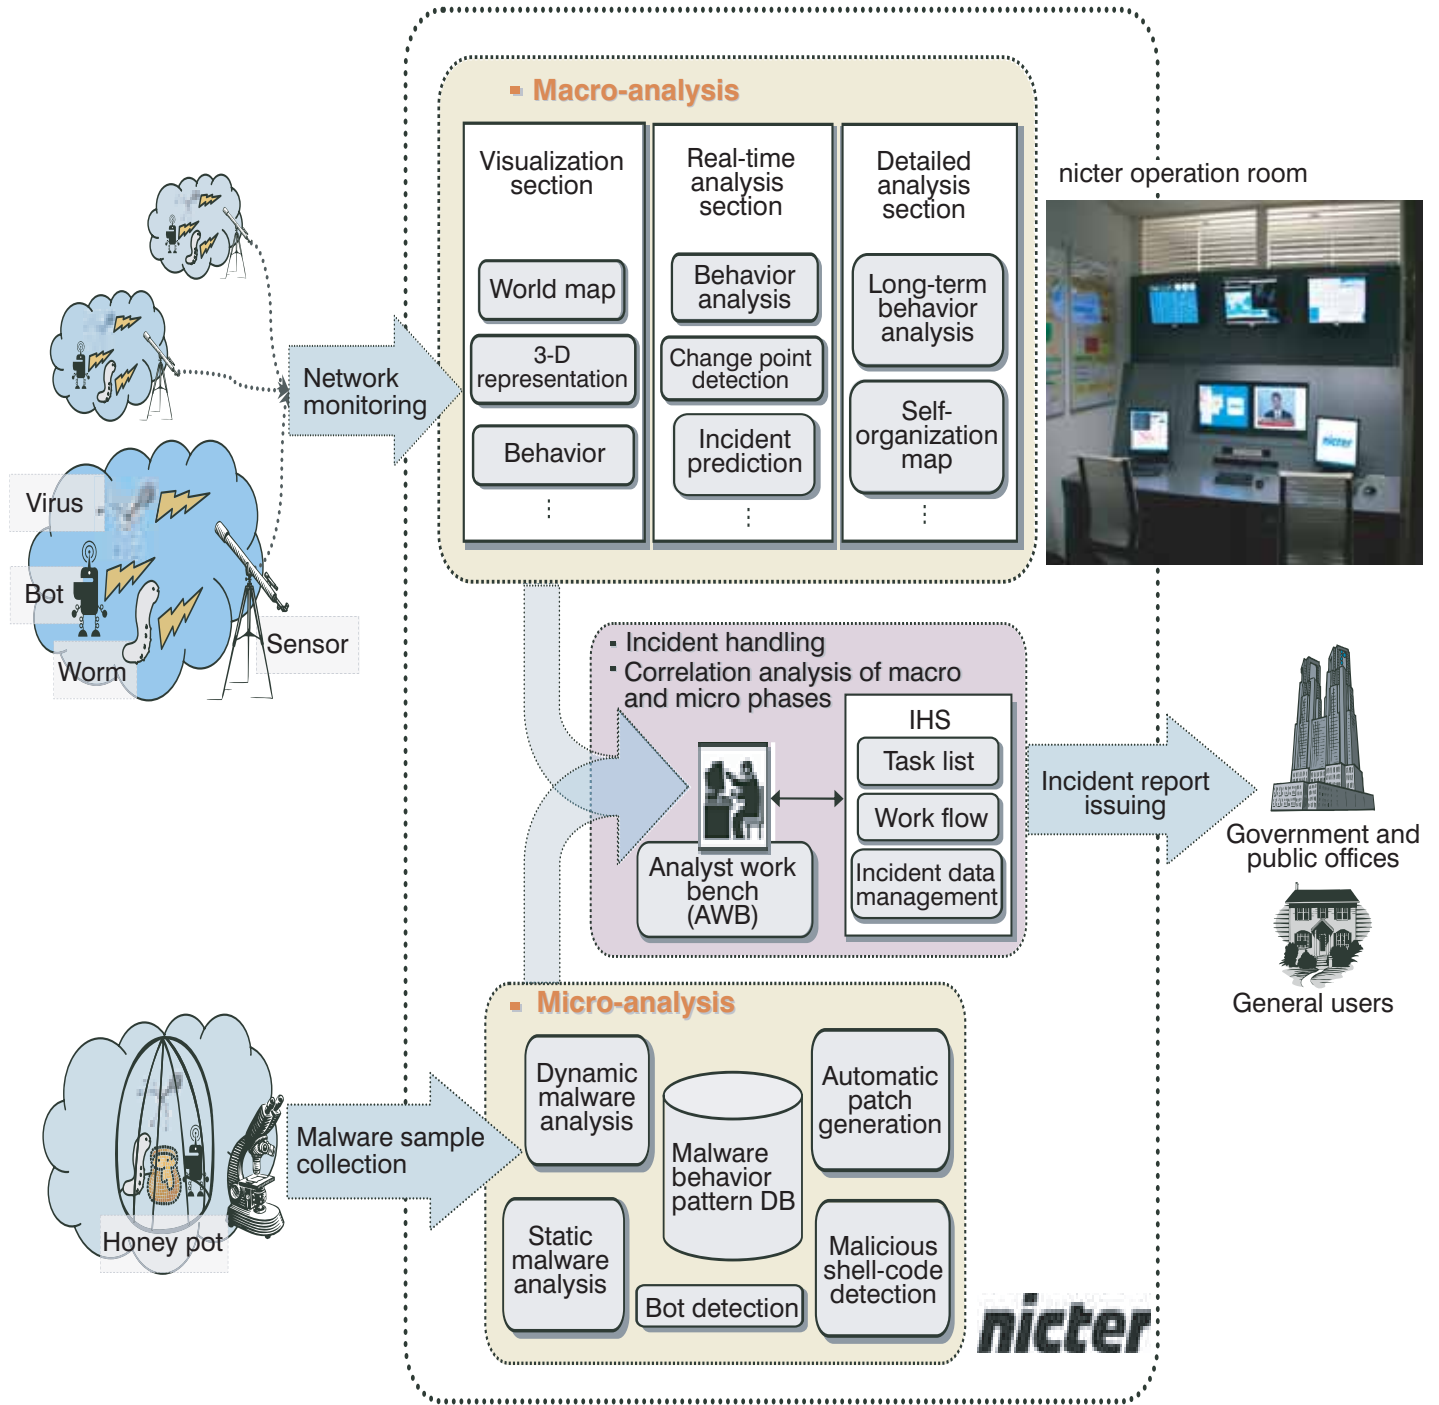 Macro-analysis
Visualization
section
World map
3-D
representation
Behavior
Real-time
analysis
section
Behavior
analysis
Change point
detection
Incident
prediction
Detailed
analysis
section
Long-term
behavior
analysis
Self-
organization
map
nicter operation room
nicter
Network
monitoring
Virus
Bot
Worm
Sensor
Incident handling
Correlation analysis of macro
and micro phases
Analyst work
bench
(AWB)
IHS
Task list
Work flow
Incident data
management
Incident report
issuing
Government and
public offices
General users
Micro-analysis
Dynamic
malware
analysis
Static
malware
analysis
Malware
behavior
pattern DB
Bot detection
Automatic
patch
generation
Malicious
shell-code
detection
Malware sample
collection
Honey pot
nicter